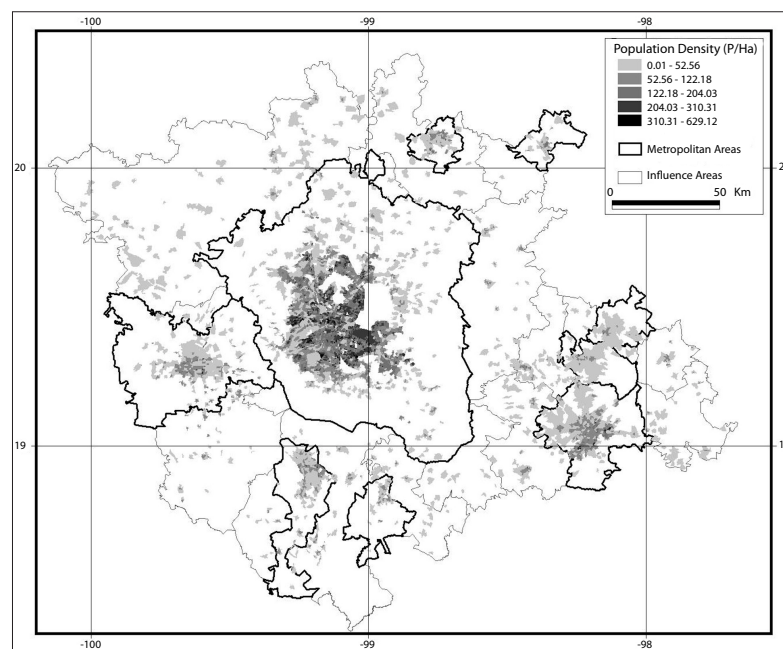 -100 -99 -98
Population Density (P/Ha)
0.01 - 52.56
52.56 - 122.18
122.18 - 204.03
204.03 - 310.31
310.31 - 629.12
Metropolitan Areas
Influence Areas
0 50 Km
20 2
19 1
-100 -99 -98